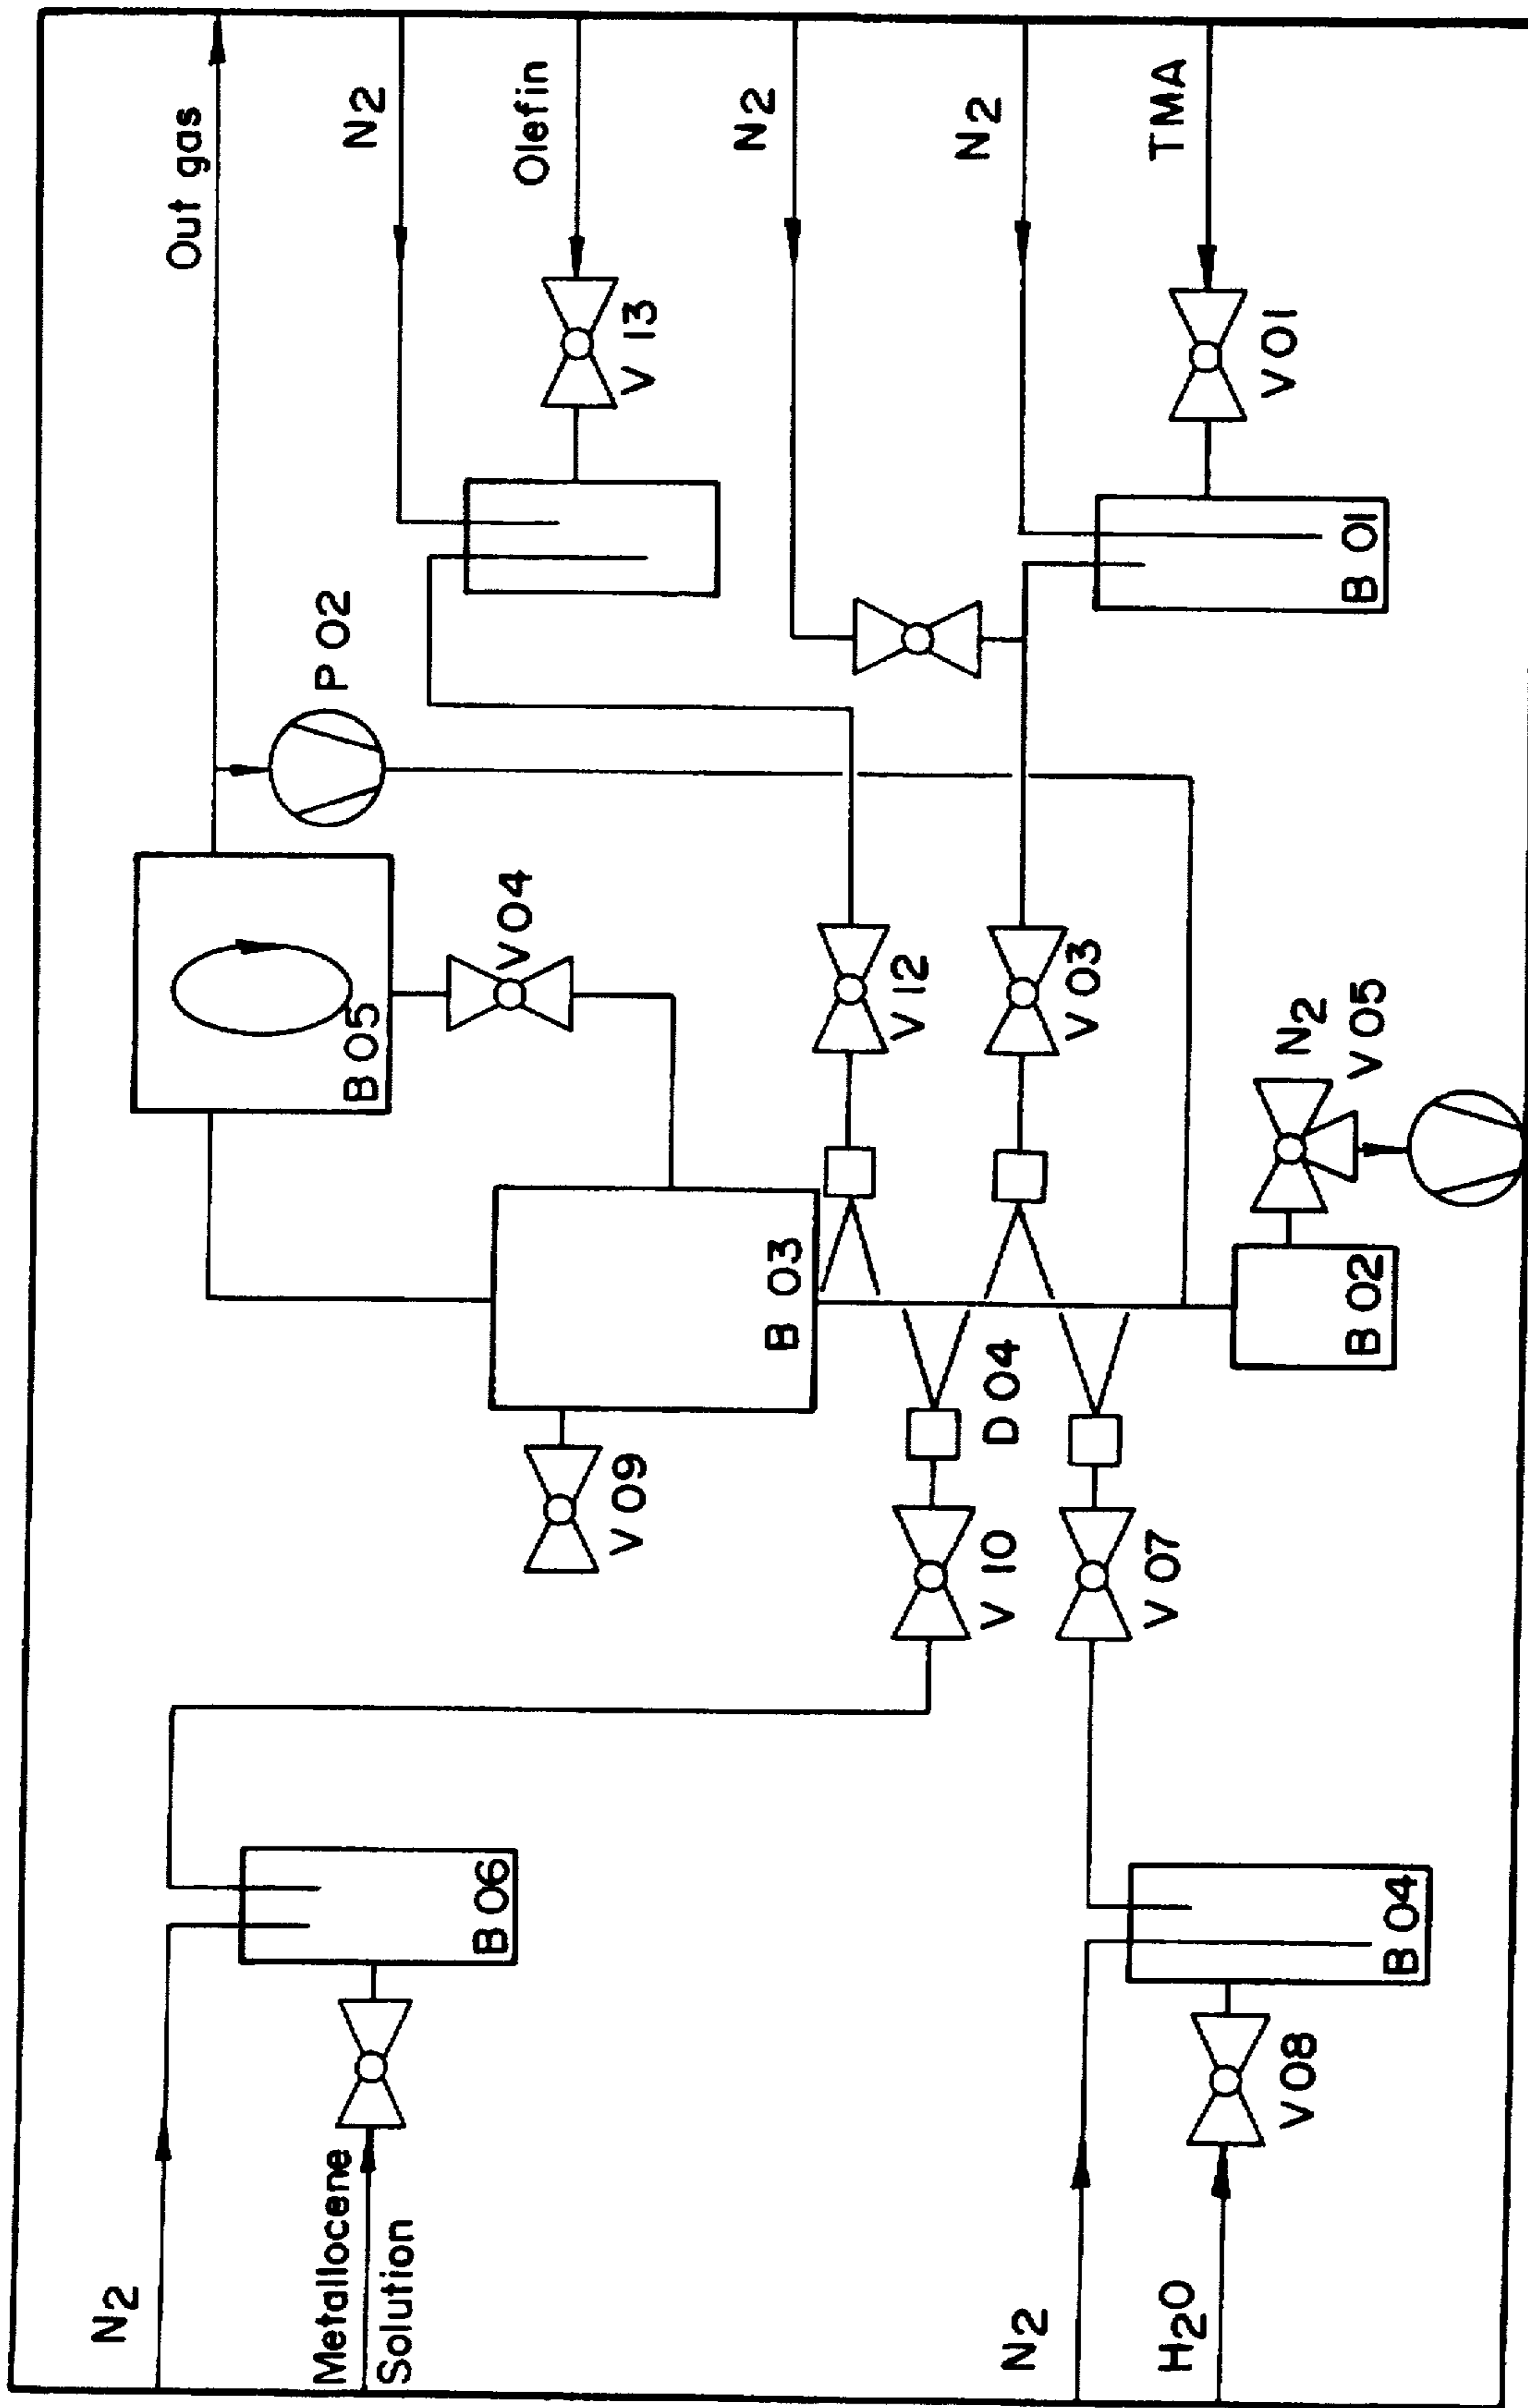 Out gas
N2
Olefin
V 13
N2
N2
TMA
V 01
B 01
P 02
B 05
V 04
V 12
V 03
N2
V 05
B 02
B 03
D 04
V 09
V 10
V 07
B 06
B 04
V 08
N2
Metallocene
Solution
N2
H2O